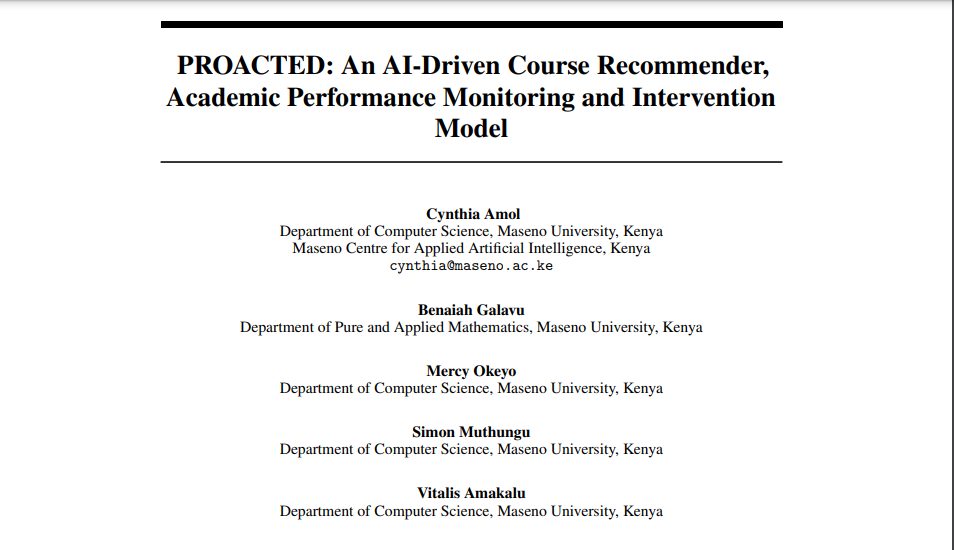 PROACTED: An AI-Driven Course Recommender,
Academic Performance Monitoring and Intervention
Model
Cynthia Amol
Department of Computer Science, Maseno University, Kenya
Maseno Centre for Applied Artificial Intelligence, Kenya
cynthia@maseno.ac.ke
Benaiah Galavu
Department of Pure and Applied Mathematics, Maseno University, Kenya
Mercy Okeyo
Department of Computer Science, Maseno University, Kenya
Simon Muthungu
Department of Computer Science, Maseno University, Kenya
Vitalis Amakalu
Department of Computer Science, Maseno University, Kenya